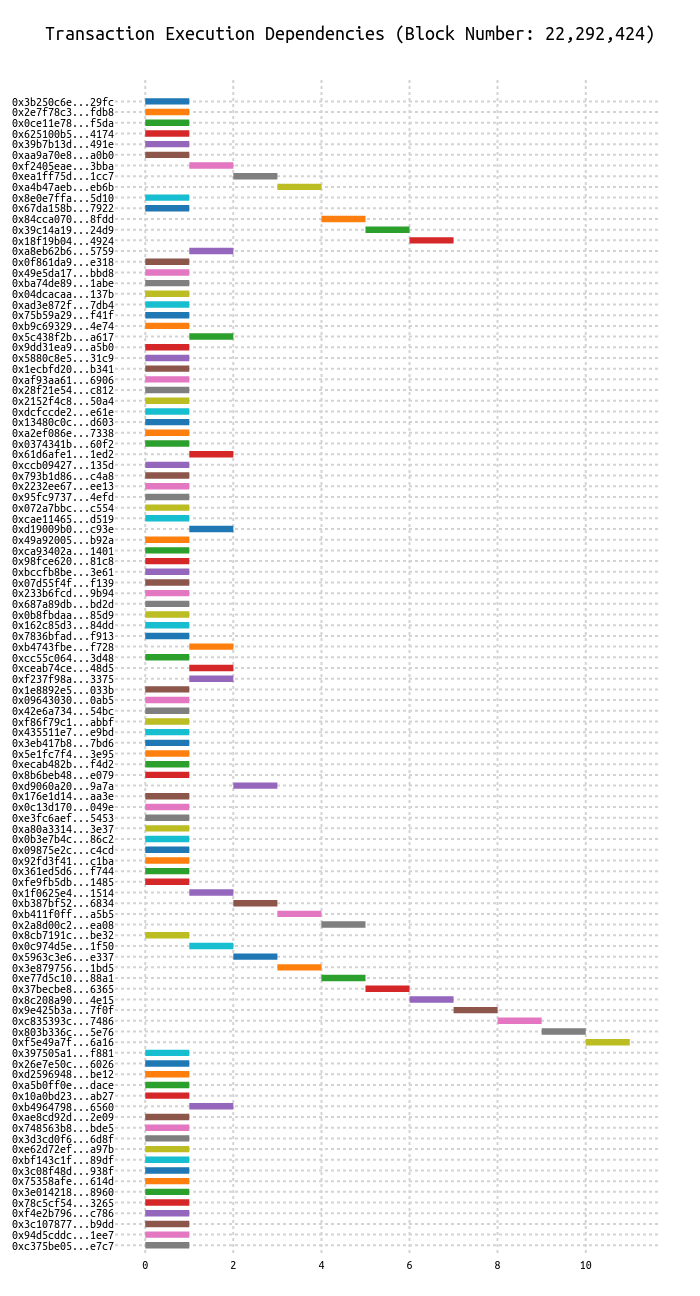 Transaction Execution Dependencies (Block Number: 22,292,424)
0x3b250c6e...29fc
0x2e7f78c3...fdb8
0x0ce11e78...f5da
0x625100b5...4174
0x39b7b13d...491e
0xaa9a70e8...a0b0
0xf2405eae...3bba
0xea1ff75d...1cc7
0xa4b47aeb...eb6b
0x8e0e7ffa...5d10
0x67da158b...7922
0x84cca070...8fdd
0x39c14a19...24d9
0x18f19b04...4924
0xa8eb62b6...5759
0x0f861da9...e318
0x49e5da17...bbd8
0xba74de89...1abe
0x04dcacaa...137b
0xad3e872f...7db4
0x75b59a29...f41f
0xb9c69329...4e74
0x5c438f2b...a617
0x9dd31ea9...a5b0
0x5880c8e5...31c9
0x1ecbfd20...b341
0xaf93aa61...6906
0x28f21e54...c812
0x2152f4c8...50a4
0xdcfccde2...e61e
0x13480c0c...d603
0xa2ef086e...7338
0x0374341b...60f2
0x61d6afe1...1ed2
0xccb09427...135d
0x793b1d86...c4a8
0x2232ee67...ee13
0x95fc9737...4efd
0x072a7bbc...c554
0xcae11465...d519
0xd19009b0...c93e
0x49a92005...b92a
0xca93402a...1401
0x98fce620...81c8
0xbccfb8be...3e61
0x07d55f4f...f139
0x233b6fcd...9b94
0x687a89db...bd2d
0x0b8fbdaa...85d9
0x162c85d3...84dd
0x7836bfad...f913
0xb4743fbe...f728
0xcc55c064...3d48
0xceab74ce...48d5
0xf237f98a...3375
0x1e8892e5...033b
0x09643030...0ab5
0x42e6a734...54bc
0xf86f79c1...abbf
0x435511e7...e9bd
0x3eb417b8...7bd6
0x5e1fc7f4...3e95
0xecab482b...f4d2
0x8b6beb48...e079
0xd9060a20...9a7a
0x176e1d14...aa3e
0x0c13d170...049e
0xe3fc6aef...5453
0xa80a3314...3e37
0x0b3e7b4c...86c2
0x09875e2c...c4cd
0x92fd3f41...c1ba
0x361ed5d6...f744
0xfe9fb5db...1485
0x1f0625e4...1514
0xb387bf52...6834
0xb411f0ff...a5b5
0x2a8d00c2...ea08
0x8cb7191c...be32
0x0c974d5e...1f50
0x5963c3e6...e337
0x3e879756...1bd5
0xe77d5c10...88a1
0x37becbe8...6365
0x8c208a90...4e15
0x9e425b3a...7f0f
0xc835393c...7486
0x803b336c...5e76
0xf5e49a7f...6a16
0x397505a1...f881
0x26e7e50c...6026
0xd2596948...be12
0xa5b0ff0e...dace
0x10a0bd23...ab27
0xb4964798...6560
0xae8cd92d...2e09
0x748563b8...bde5
0x3d3cd0f6...6d8f
0xe62d72ef...a97b
0xbf143c1f...89df
0x3c08f48d...938f
0x75358afe...614d
0x3e014218...8960
0x78c5cf54...3265
0xf4e2b796...c786
0x3c107877...b9dd
0x94d5cddc...1ee7
0xc375be05...e7c7
0 2 4 6 8 10